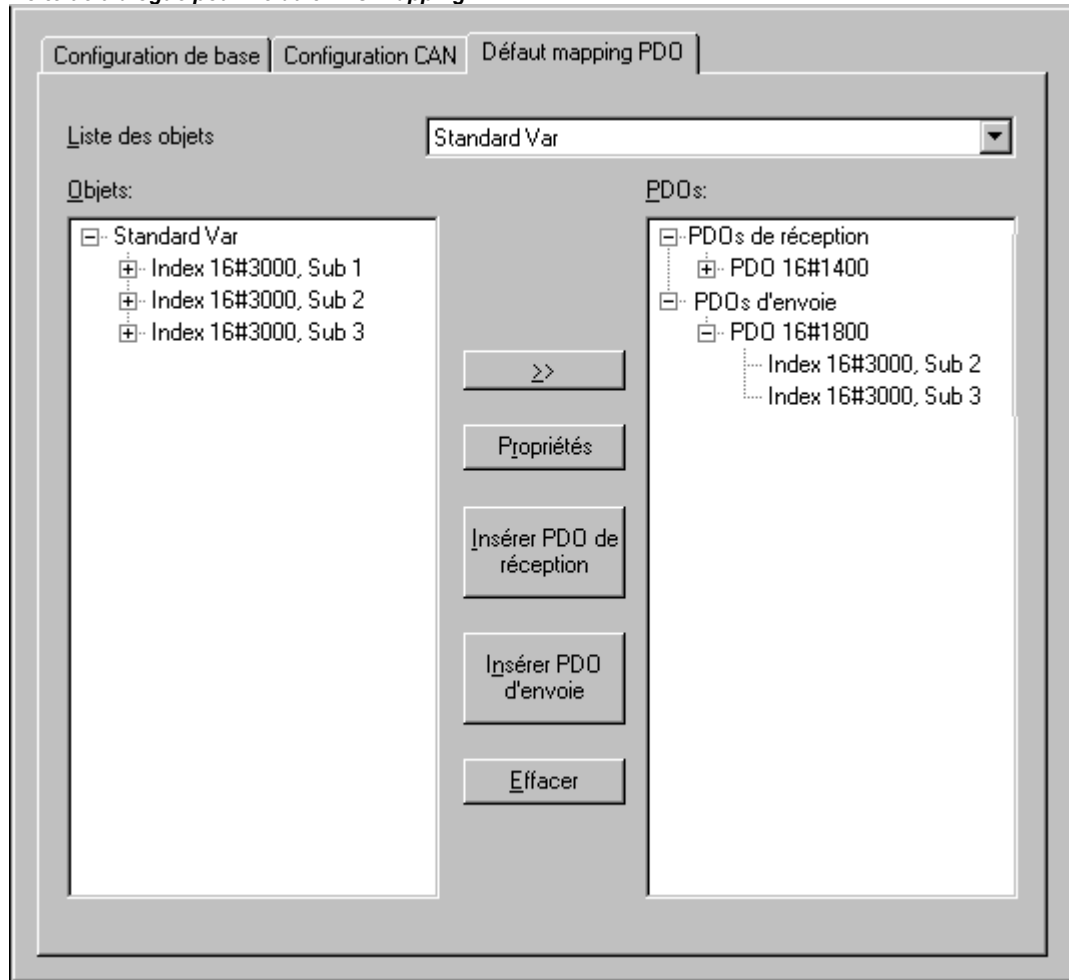 Configuration de base
Configuration CAN
Défaut mapping PDO
Liste des objets
Standard Var
Objets:
PDOs:
Standard Var
Index 16#3000, Sub 1
Index 16#3000, Sub 2
Index 16#3000, Sub 3
>>
Propriétés
Insérer PDO de
réception
Insérer PDO
d'envoie
Effacer
PDOs de réception
PDO 16#1400
PDOs d'envoie
PDO 16#1800
Index 16#3000, Sub 2
Index 16#3000, Sub 3